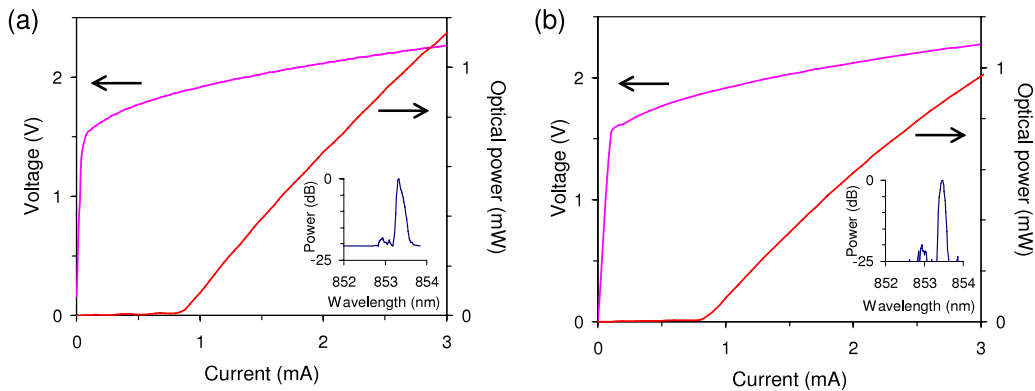 (a)
Voltage (V)
2
1
0
0
1
2
3
Current (mA)
1
0
Optical power (mW)
Power (dB)
0
-25
852
853
854
Wavelength (nm)
(b)
Voltage (V)
2
1
0
0
1
2
3
Current (mA)
1
0
Optical power (mW)
Power (dB)
0
-25
852
853
854
Wavelength (nm)